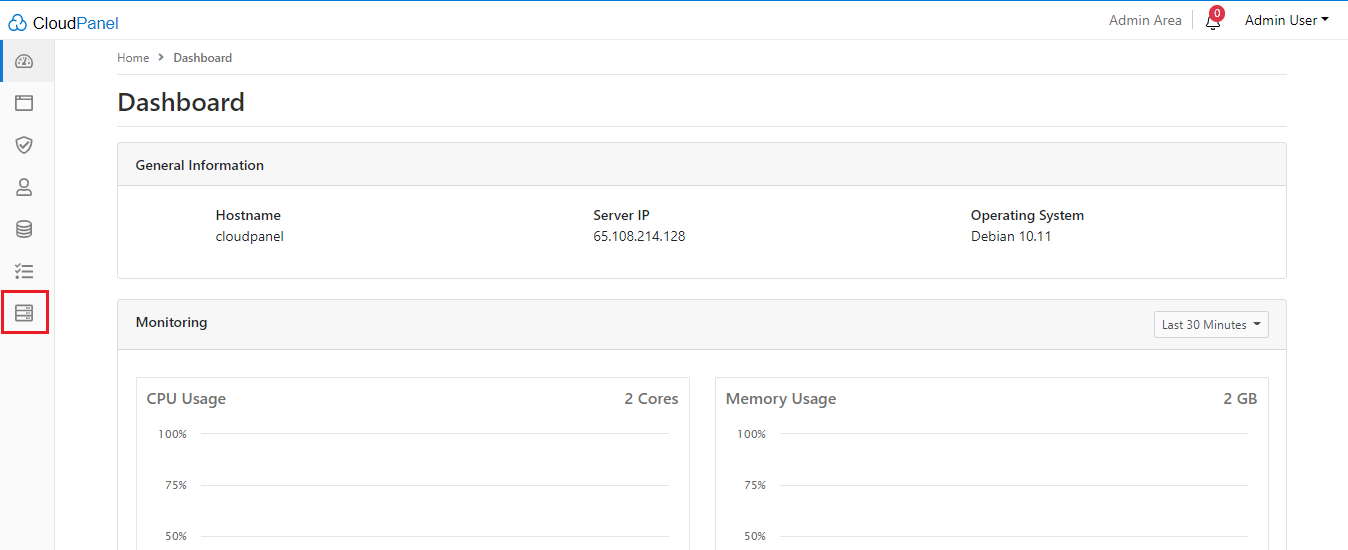 CloudPanel
Admin Area 0 Admin User
Home Dashboard
Dashboard
General Information
Hostname Server IP Operating System
cloudpanel 65.108.214.128 Debian 10.11
Monitoring Last 30 Minutes
CPU Usage 2 Cores
100%
75%
50%
Memory Usage 2 GB
100%
75%
50%